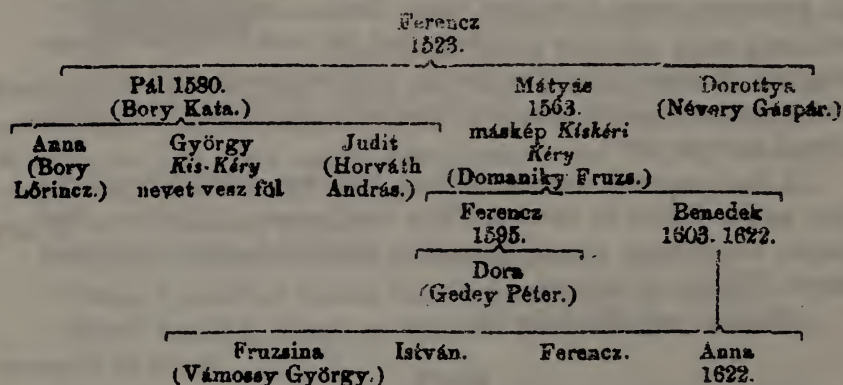 Ferencz
1523.
Pál 1580. Mátyás Dorottya
(Bory Kata.) 1563. (Névery Gáspár.)
Anna György Judit máskép Kiskéri
(Bory Kis-Kéry (Horváth Kéry
Lőrincz.) nevet vesz föl András.) (Domaniky Fruzs.)
Ferencz Benedek
1595. 1603. 1622.
Dora
(Gedey Péter.)
Fruzsina István. Ferencz. Anna
(Vámossy György.) 1622.